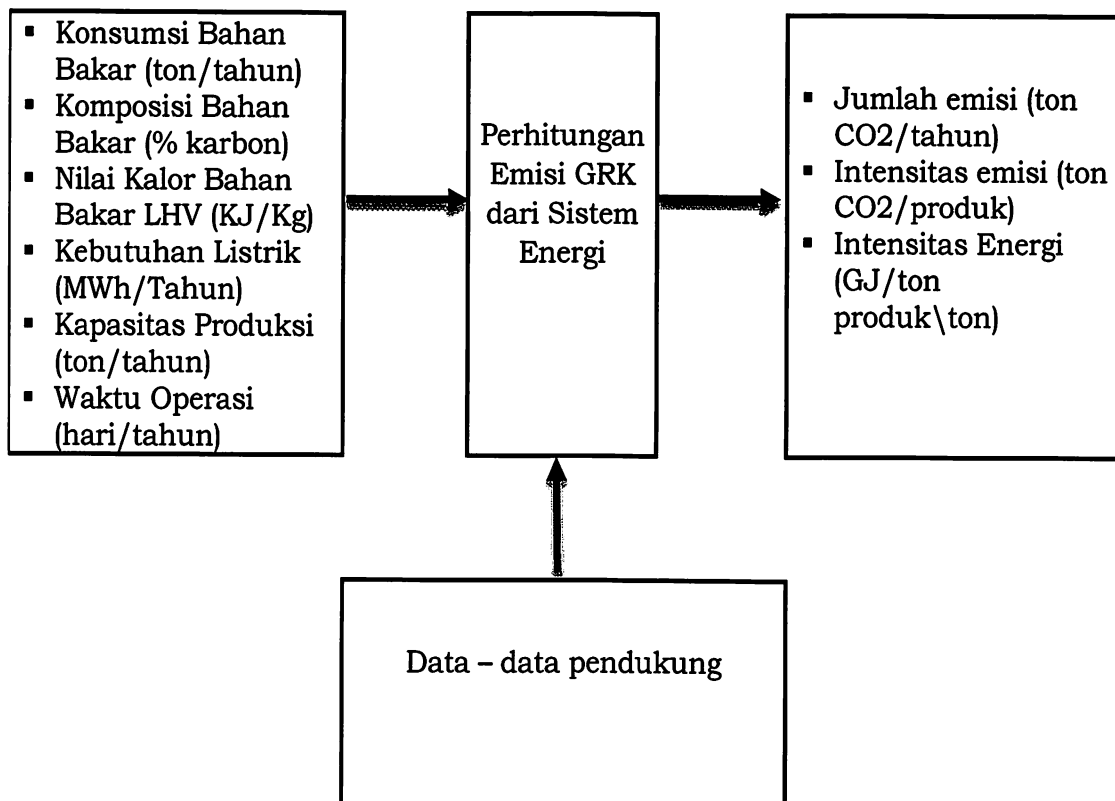 ▪ Konsumsi Bahan
Bakar (ton/tahun)
▪ Komposisi Bahan
Bakar (% karbon)
▪ Nilai Kalor Bahan
Bakar LHV (KJ/Kg)
▪ Kebutuhan Listrik
(MWh/Tahun)
▪ Kapasitas Produksi
(ton/tahun)
▪ Waktu Operasi
(hari/tahun)
Perhitungan
Emisi GRK
dari Sistem
Energi
▪ Jumlah emisi (ton
CO2/tahun)
▪ Intensitas emisi (ton
CO2/produk)
▪ Intensitas Energi
(GJ/ton
produk\ton)
Data – data pendukung